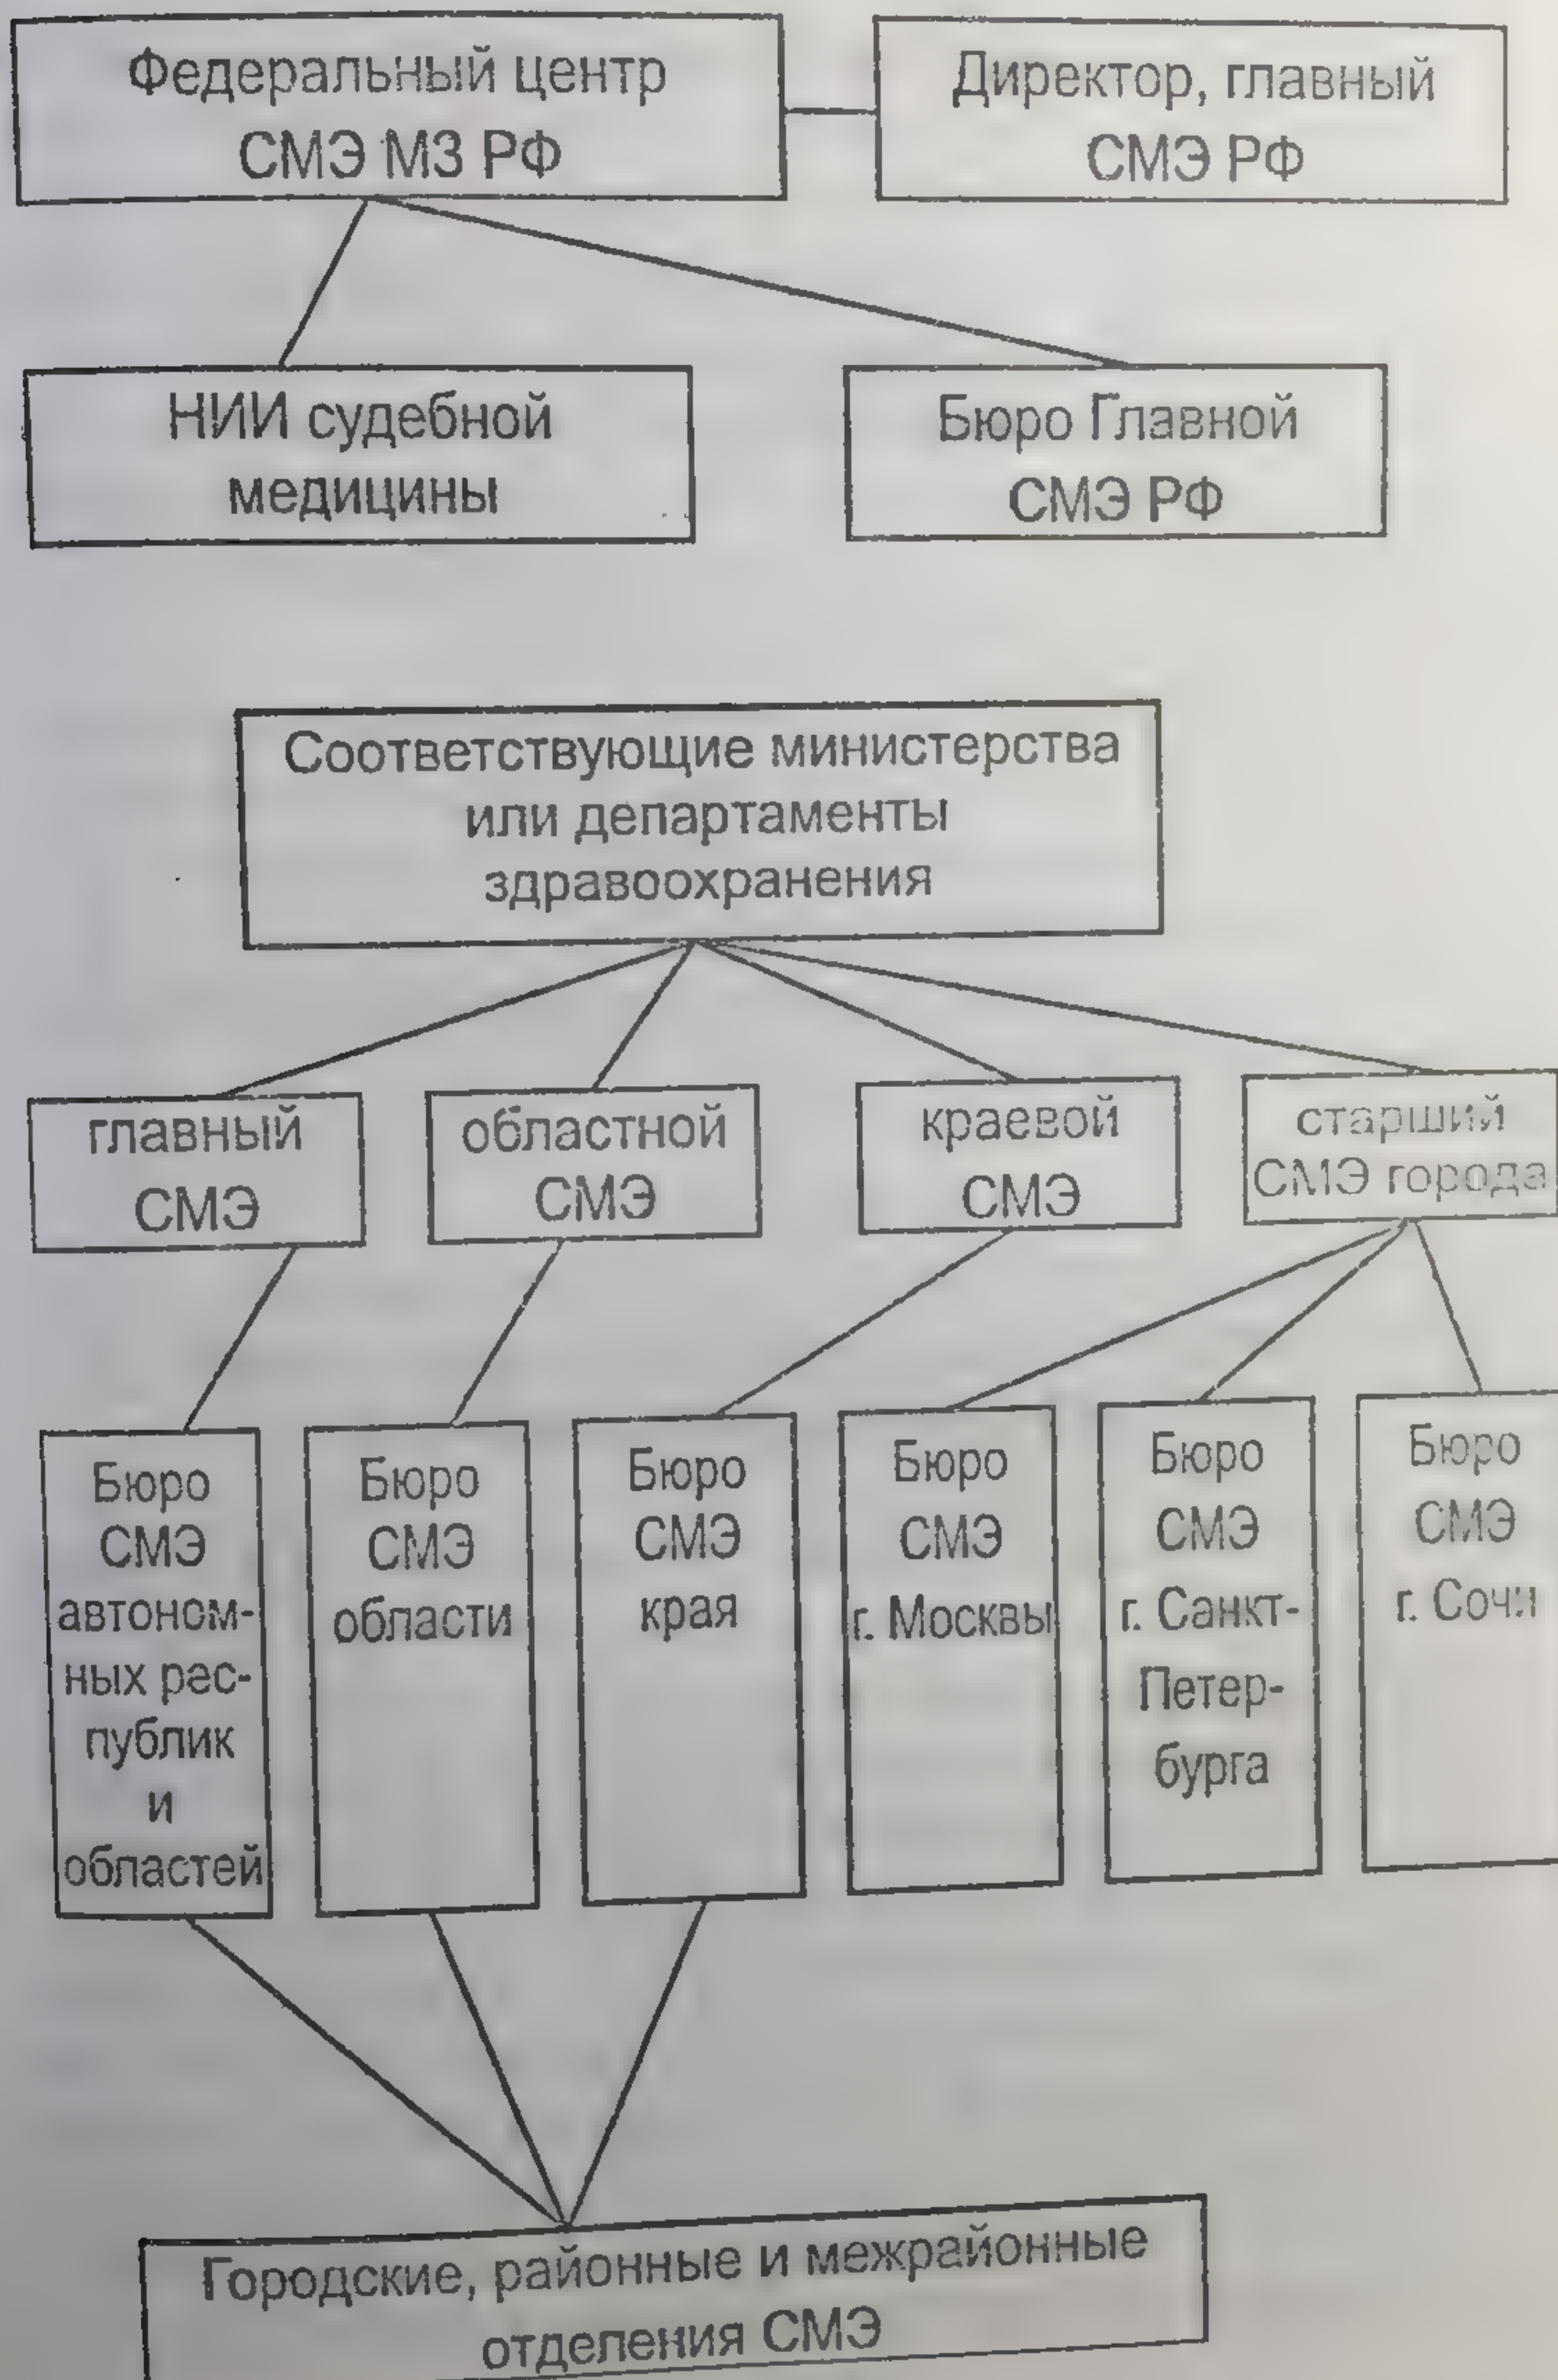 Федеральный центр
СМЭ МЗ РФ
Директор, главный
СМЭ РФ
НИИ судебной
медицины
Бюро Главной
СМЭ РФ
Соответствующие министерства
или департаменты
здравоохранения
главный
СМЭ
областной
СМЭ
краевой
СМЭ
старший
СМЭ города
Бюро
СМЭ
автоном-
ных рес-
публик
и
областей
Бюро
СМЭ
области
Бюро
СМЭ
края
Бюро
СМЭ
г. Москвы
Бюро
СМЭ
г. Санкт-
Петер-
бурга
Бюро
СМЭ
г. Сочи
Городские, районные и межрайонные
отделения СМЭ